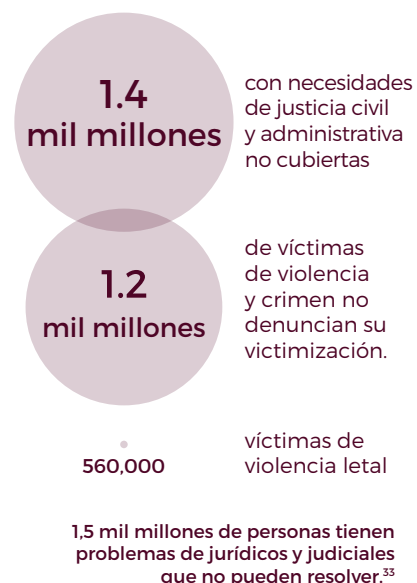 1.4
mil millones
con necesidades
de justicia civil
y administrativa
no cubiertas
1.2
mil millones
de víctimas
de violencia
y crimen no
denuncian su
victimización.
560,000
víctimas de
violencia letal
1,5 mil millones de personas tienen
problemas de jurídicos y judiciales
que no pueden resolver.³³